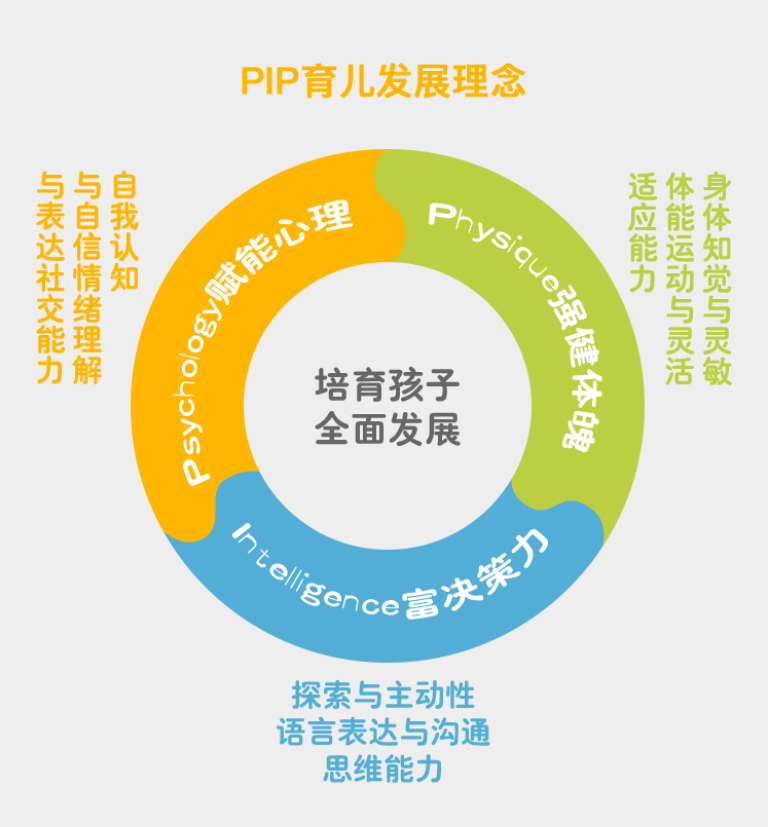 PIP育儿发展理念
自我认知
与自信情绪理解
与表达社交能力
Psychology赋能心理
Physique强健体魄
身体知觉与灵敏
体能运动与灵活
适应能力
培育孩子
全面发展
Intelligence富决策力
探索与主动性
语言表达与沟通
思维能力